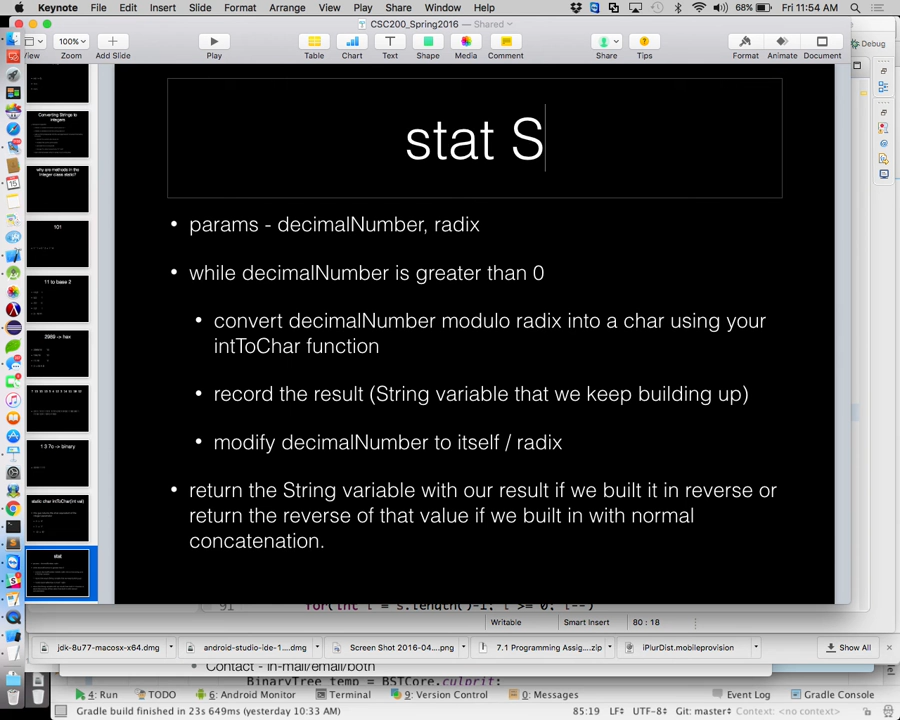 Keynote File Edit Insert Slide Format Arrange View Play Share Window Help 68% Fri 11:54 AM
CSC200_Spring2016 — Shared
100%
View Zoom Add Slide Play Table Chart Text Shape Media Comment Share Tips Format Animate Document
Debug
Converting Strings to
Integers
why are methods in the
Integer class static?
101
11 to base 2
2989 -> hex
1 3 7o -> binary
static char intToChar(int val)
stat
stat S
• params - decimalNumber, radix
• while decimalNumber is greater than 0
• convert decimalNumber modulo radix into a char using your
intToChar function
• record the result (String variable that we keep building up)
• modify decimalNumber to itself / radix
• return the String variable with our result if we built it in reverse or
return the reverse of that value if we built in with normal
concatenation.
91 for(int i = s.length()-1; i >= 0; i--)
Writable Smart Insert 80 : 18
jdk-8u77-macosx-x64.dmg android-studio-ide-1....dmg Screen Shot 2016-04....png 7.1 Programming Assig....zip iPlurDist.mobileprovision Show All
Contact - in-mail/email/both
BinaryTree temp = BSTCore.culprit;
4: Run TODO 6: Android Monitor Terminal 9: Version Control 0: Messages Event Log Gradle Console
Gradle build finished in 23s 649ms (yesterday 10:33 AM) 85:19 LF÷ UTF-8÷ Git: master÷ Context: <no context>